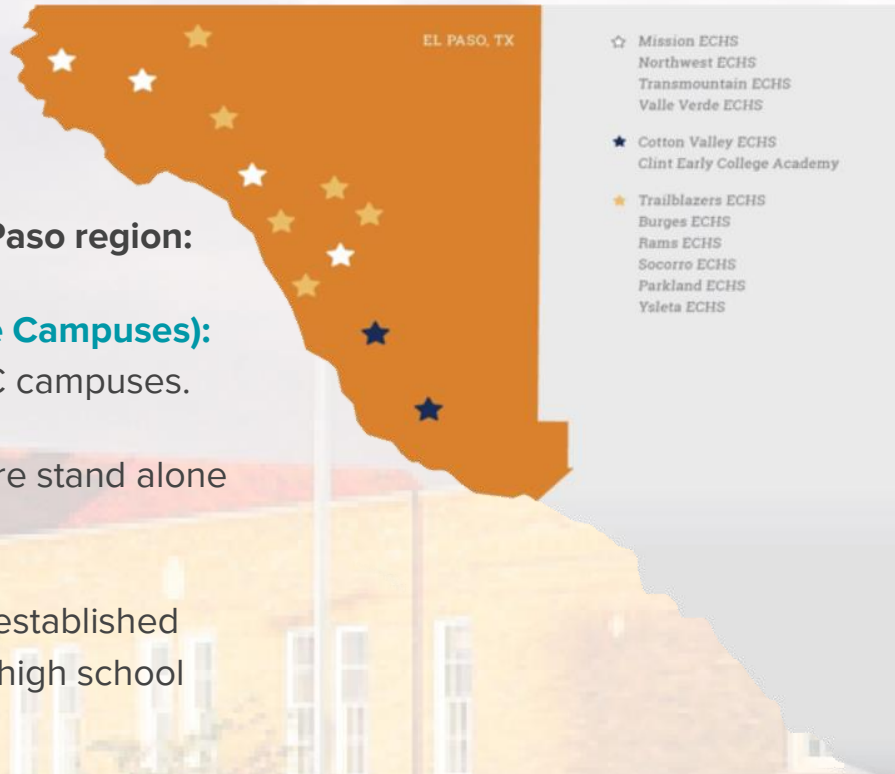 EL PASO, TX
Mission ECHS
Northwest ECHS
Transmountain ECHS
Valle Verde ECHS
Cotton Valley ECHS
Clint Early College Academy
Trailblazers ECHS
Burges ECHS
Rams ECHS
Socorro ECHS
Parkland ECHS
Ysleta ECHS
Paso region:
Campuses):
campuses.
re stand alone
established
high school